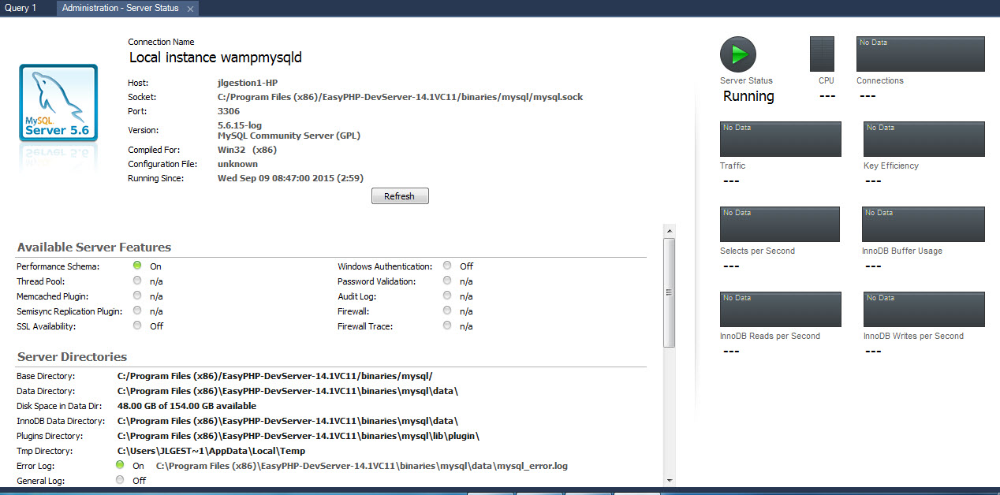 Query 1
Administration - Server Status
Connection Name
Local instance wampmysqld
Host: jlgestion1-HP
Socket: C:/Program Files (x86)/EasyPHP-DevServer-14.1VC11/binaries/mysql/mysql.sock
Port: 3306
Version: 5.6.15-log
MySQL Community Server (GPL)
Compiled For: Win32 (x86)
Configuration File: unknown
Running Since: Wed Sep 09 08:47:00 2015 (2:59)
Refresh
MySQL
Server 5.6
Available Server Features
Performance Schema: On Windows Authentication: Off
Thread Pool: n/a Password Validation: n/a
Memcached Plugin: n/a Audit Log: n/a
Semisync Replication Plugin: n/a Firewall: n/a
SSL Availability: Off Firewall Trace: n/a
Server Directories
Base Directory: C:/Program Files (x86)/EasyPHP-DevServer-14.1VC11/binaries/mysql/
Data Directory: C:\Program Files (x86)\EasyPHP-DevServer-14.1VC11\binaries\mysql\data\
Disk Space in Data Dir: 48.00 GB of 154.00 GB available
InnoDB Data Directory: C:\Program Files (x86)\EasyPHP-DevServer-14.1VC11\binaries\mysql\data\
Plugins Directory: C:\Program Files (x86)\EasyPHP-DevServer-14.1VC11\binaries\mysql\lib\plugin\
Tmp Directory: C:\Users\JLGEST~1\AppData\Local\Temp
Error Log: On C:\Program Files (x86)\EasyPHP-DevServer-14.1VC11\binaries\mysql\data\mysql_error.log
General Log: Off
No Data
Server Status CPU Connections
Running --- ---
No Data No Data
Traffic Key Efficiency
--- ---
No Data No Data
Selects per Second InnoDB Buffer Usage
--- ---
No Data No Data
InnoDB Reads per Second InnoDB Writes per Second
--- ---